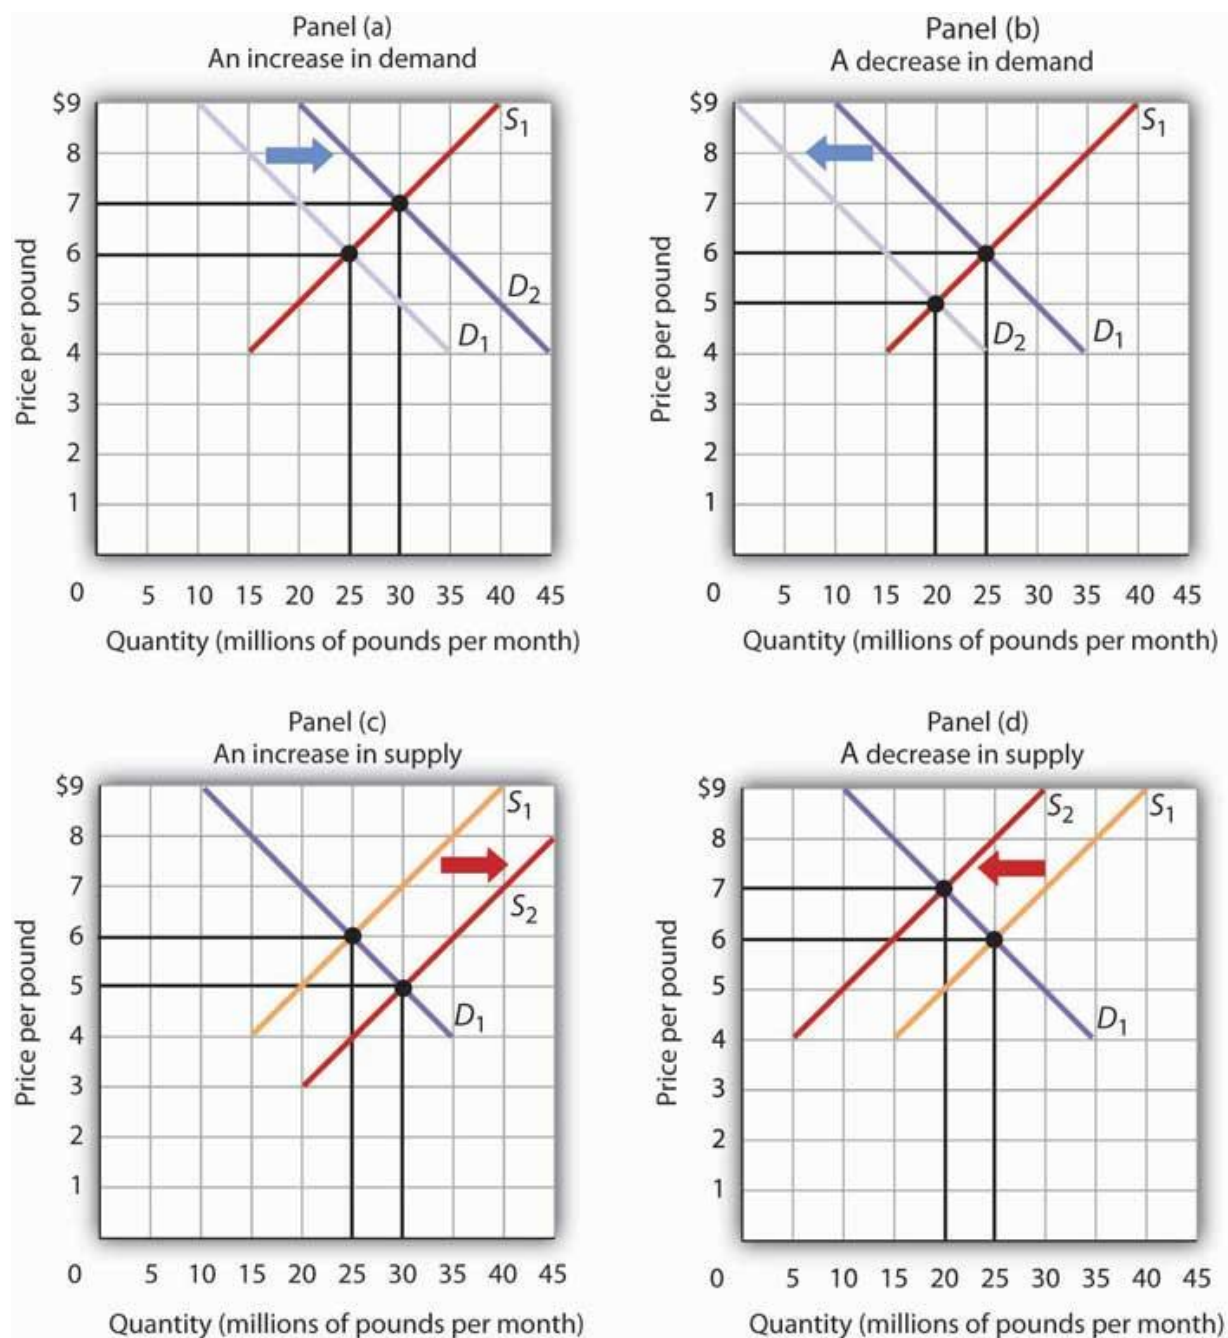 Panel (a)
An increase in demand
$9
8
7
6
5
4
3
2
1
0 5 10 15 20 25 30 35 40 45
Price per pound
Quantity (millions of pounds per month)
S1
D2
D1
Panel (b)
A decrease in demand
$9
8
7
6
5
4
3
2
1
0 5 10 15 20 25 30 35 40 45
Price per pound
Quantity (millions of pounds per month)
S1
D2
D1
Panel (c)
An increase in supply
$9
8
7
6
5
4
3
2
1
0 5 10 15 20 25 30 35 40 45
Price per pound
Quantity (millions of pounds per month)
S1
S2
D1
Panel (d)
A decrease in supply
$9
8
7
6
5
4
3
2
1
0 5 10 15 20 25 30 35 40 45
Price per pound
Quantity (millions of pounds per month)
S2
S1
D1